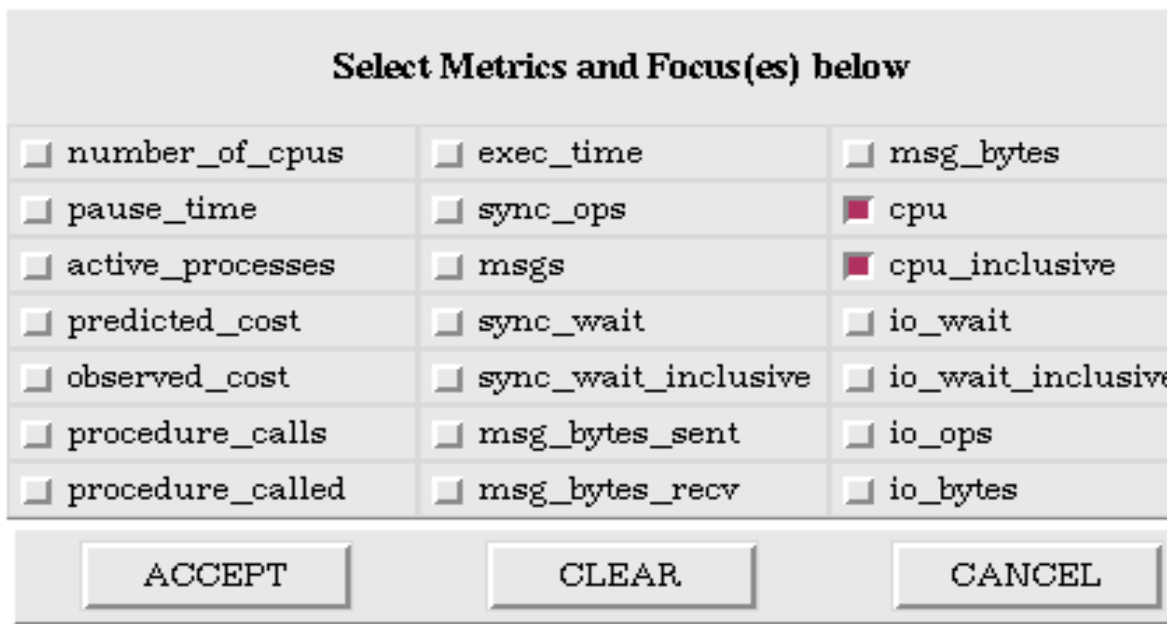 Select Metrics and Focus(es) below
number_of_cpus exec_time msg_bytes
pause_time sync_ops cpu
active_processes msgs cpu_inclusive
predicted_cost sync_wait io_wait
observed_cost sync_wait_inclusive io_wait_inclusive
procedure_calls msg_bytes_sent io_ops
procedure_called msg_bytes_recv io_bytes
ACCEPT CLEAR CANCEL